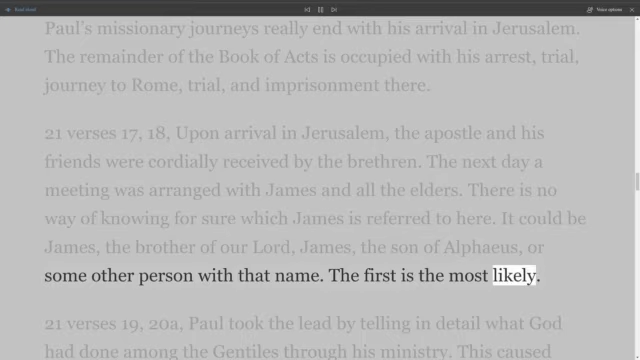 Read aloud
Voice options
Paul's missionary journeys really end with his arrival in Jerusalem.
The remainder of the Book of Acts is occupied with his arrest, trial,
journey to Rome, trial, and imprisonment there.
21 verses 17, 18, Upon arrival in Jerusalem, the apostle and his
friends were cordially received by the brethren. The next day a
meeting was arranged with James and all the elders. There is no
way of knowing for sure which James is referred to here. It could be
James, the brother of our Lord, James, the son of Alphaeus, or
some other person with that name. The first is the most likely.
21 verses 19, 20a, Paul took the lead by telling in detail what God
had done among the Gentiles through his ministry. This caused